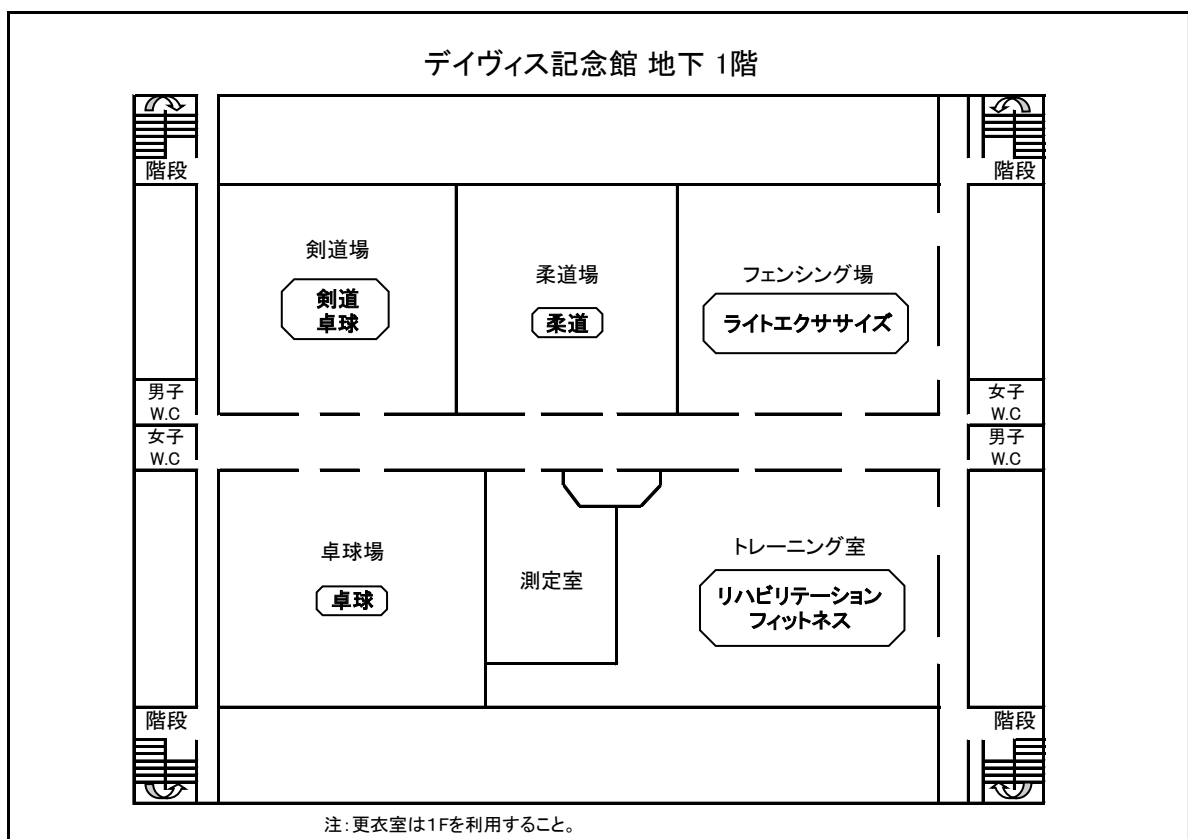 デイヴィス記念館 地下 1階
階段
階段
剣道場
剣道
卓球
柔道場
柔道
フェンシング場
ライトエクササイズ
男子
W.C
女子
W.C
女子
W.C
男子
W.C
卓球場
卓球
測定室
トレーニング室
リハビリテーション
フィットネス
階段
階段
注:更衣室は1Fを利用すること。